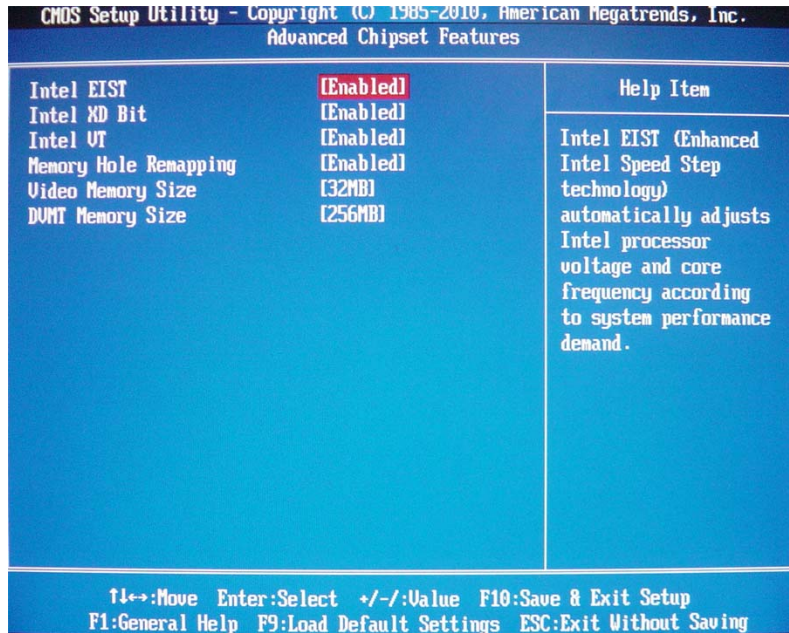 CMOS Setup Utility - Copyright (C) 1985-2010, American Megatrends, Inc.
Advanced Chipset Features
Intel EIST [Enabled]
Intel XD Bit [Enabled]
Intel VT [Enabled]
Memory Hole Remapping [Enabled]
Video Memory Size [32MB]
DVMT Memory Size [256MB]
Help Item
Intel EIST (Enhanced
Intel Speed Step
technology)
automatically adjusts
Intel processor
voltage and core
frequency according
to system performance
demand.
↑↓↔:Move Enter:Select +/-/:Value F10:Save & Exit Setup
F1:General Help F9:Load Default Settings ESC:Exit Without Saving